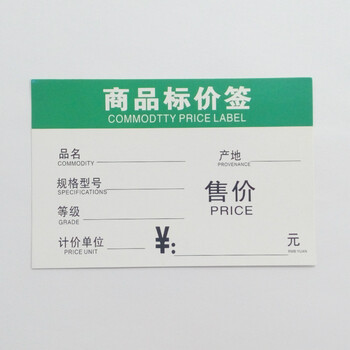 商品标价签
COMMODTTY PRICE LABEL
品名 产地
COMMODITY PROVENANCE
规格型号
SPECIFICATIONS
售价
等级
PRICE
GRADE
计价单位 ¥: 元
PRICE UNIT